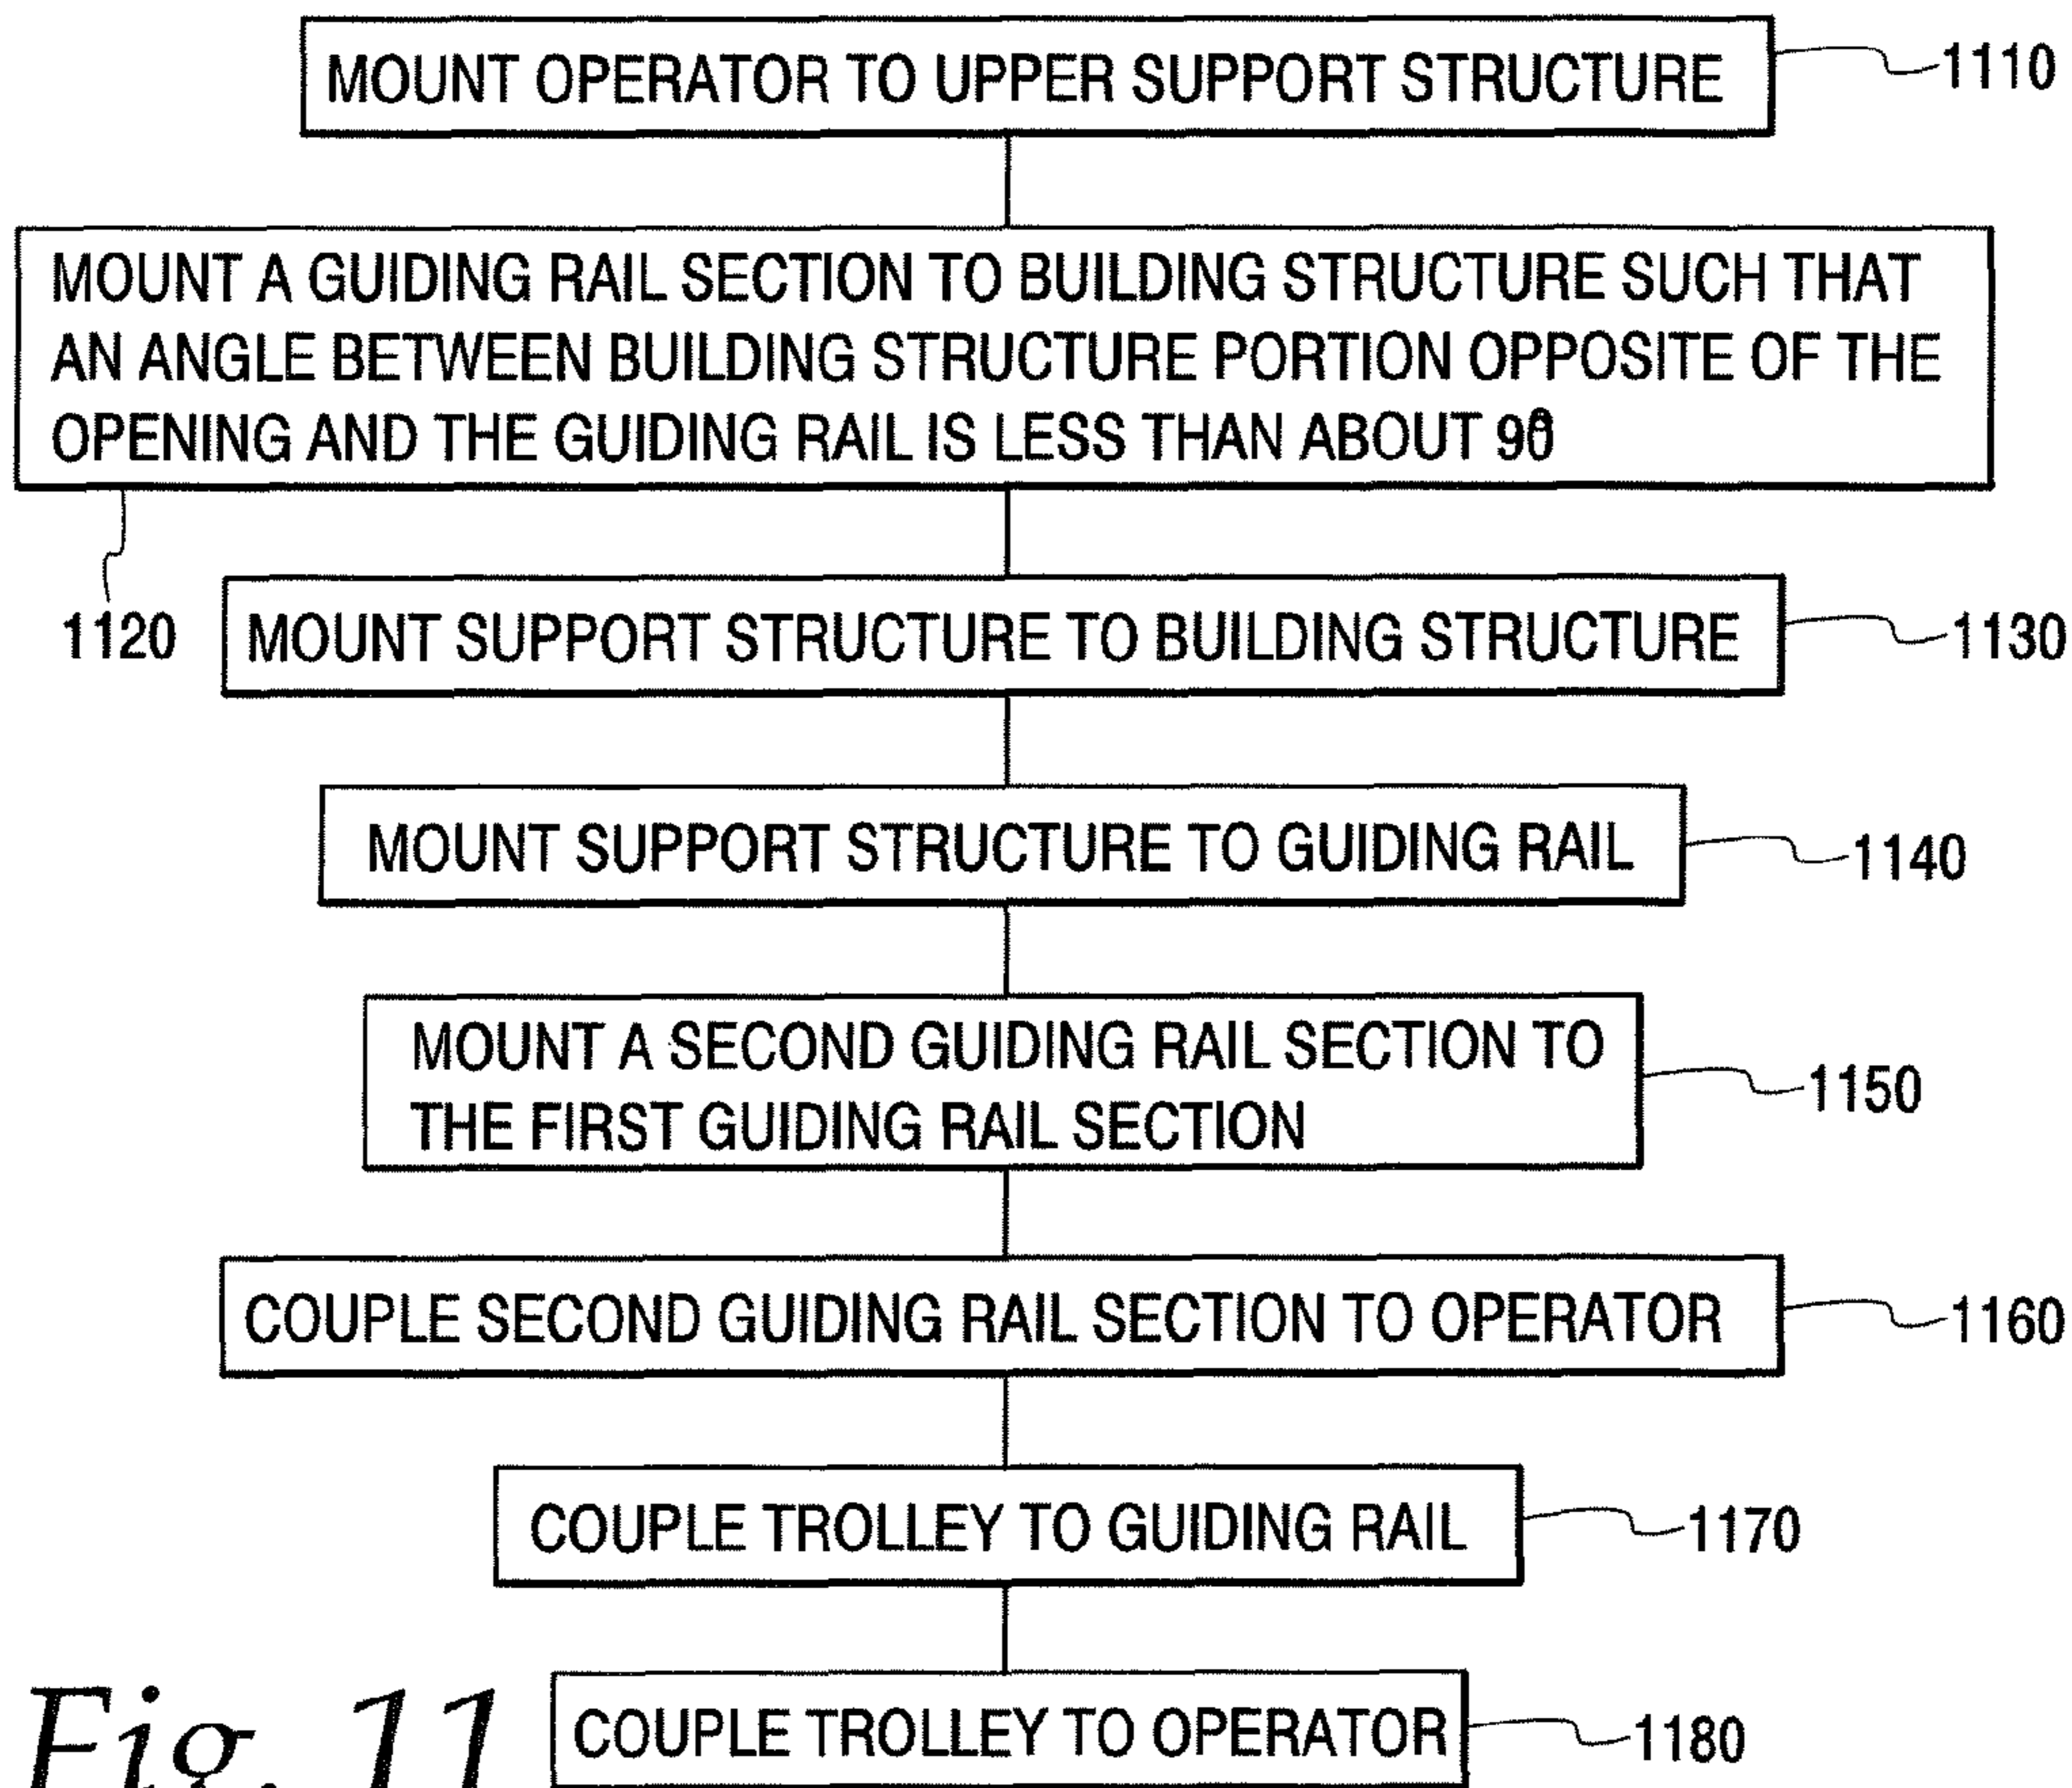 MOUNT OPERATOR TO UPPER SUPPORT STRUCTURE
1110
MOUNT A GUIDING RAIL SECTION TO BUILDING STRUCTURE SUCH THAT
AN ANGLE BETWEEN BUILDING STRUCTURE PORTION OPPOSITE OF THE
OPENING AND THE GUIDING RAIL IS LESS THAN ABOUT 90°
1120
MOUNT SUPPORT STRUCTURE TO BUILDING STRUCTURE
1130
MOUNT SUPPORT STRUCTURE TO GUIDING RAIL
1140
MOUNT A SECOND GUIDING RAIL SECTION TO
THE FIRST GUIDING RAIL SECTION
1150
COUPLE SECOND GUIDING RAIL SECTION TO OPERATOR
1160
COUPLE TROLLEY TO GUIDING RAIL
1170
COUPLE TROLLEY TO OPERATOR
1180
Fig. 11